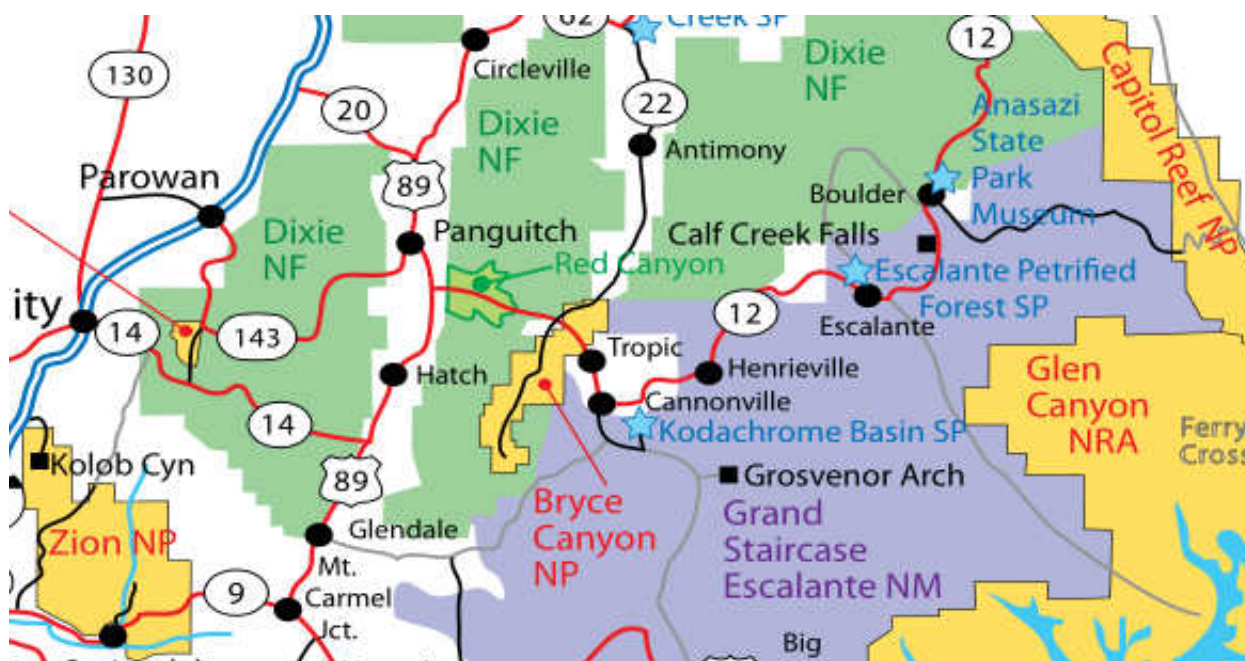 62
Creek SP
12
Circleville
Dixie
NF
130
20
22
Dixie
NF
Capitol Reef NP
Anasazi
State
Park
Museum
Antimony
Parowan
89
Boulder
Dixie
NF
Panguitch
Calf Creek Falls
Red Canyon
Escalante Petrified
Forest SP
ity
14
143
12
Escalante
Tropic
Hatch
Henrieville
Glen
Canyon
NRA
Cannonville
14
Kodachrome Basin SP
Ferry
Cross
Kolob Cyn
89
Grosvenor Arch
Bryce
Canyon
NP
Grand
Staircase
Escalante NM
Glendale
Zion NP
Mt.
Carmel
Jct.
9
Big